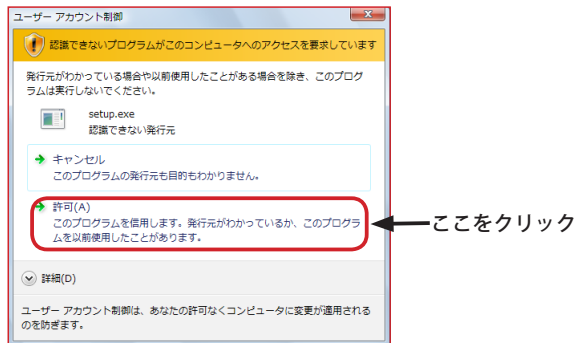 ユーザー アカウント制御
認識できないプログラムがこのコンピュータへのアクセスを要求しています
発行元がわかっている場合や以前使用したことがある場合を除き、このプログ
ラムは実行しないでください。
setup.exe
認識できない発行元
キャンセル
このプログラムの発行元も目的もわかりません。
許可(A)
このプログラムを信用します。発行元がわかっているか、このプログラ
ムを以前使用したことがあります。
ここをクリック
詳細(D)
ユーザー アカウント制御は、あなたの許可なくコンピュータに変更が適用される
のを防ぎます。